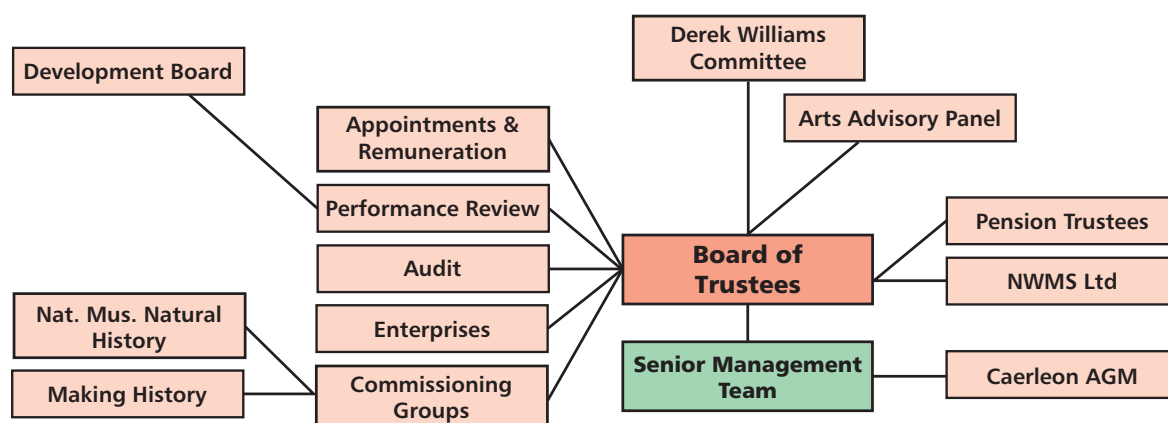 Derek Williams
Committee
Development Board
Arts Advisory Panel
Appointments &
Remuneration
Performance Review
Pension Trustees
Board of
Trustees
Audit
NWMS Ltd
Nat. Mus. Natural
History
Enterprises
Senior Management
Team
Caerleon AGM
Making History
Commissioning
Groups